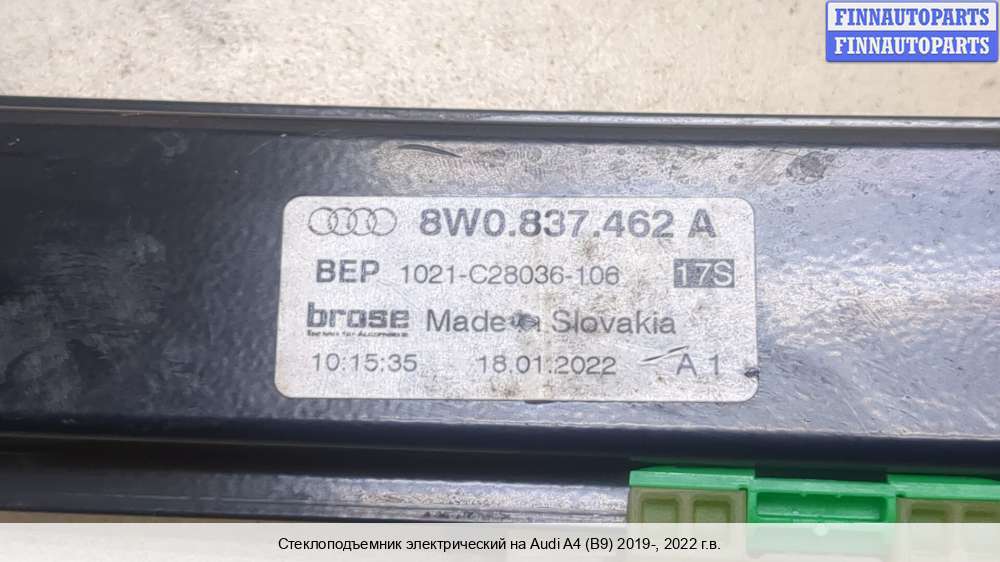 FINNAUTOPARTS
FINNAUTOPARTS
8W0.837.462 A
BEP 1021-C28036-106 17S
brose Made in Slovakia
10:15:35 18.01.2022 A.1
Стеклоподъемник электрический на Audi A4 (B9) 2019-, 2022 г.в.